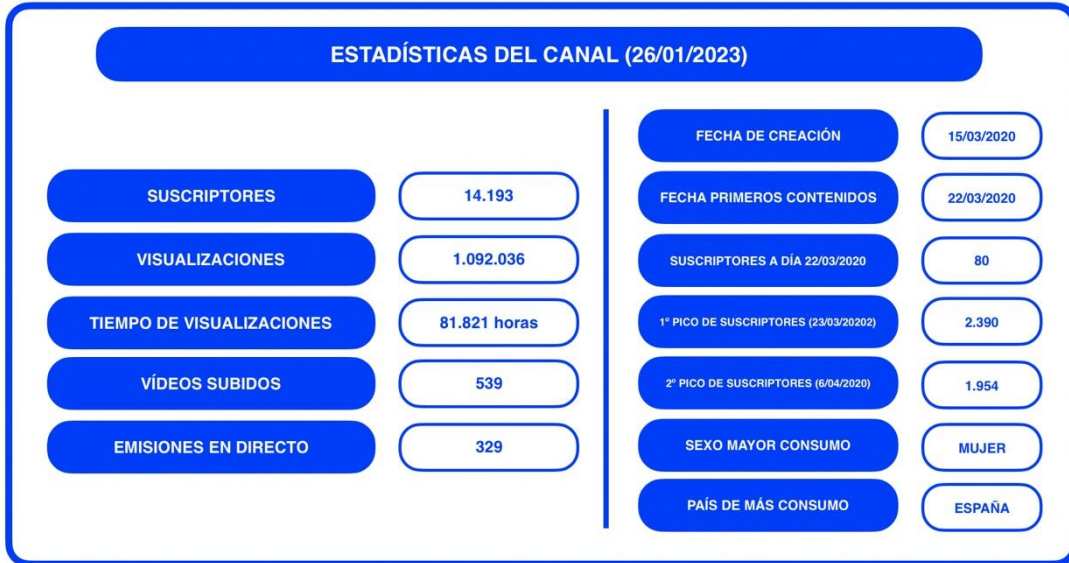 ESTADÍSTICAS DEL CANAL (26/01/2023)
SUSCRIPTORES
14.193
VISUALIZACIONES
1.092.036
TIEMPO DE VISUALIZACIONES
81.821 horas
VÍDEOS SUBIDOS
539
EMISIONES EN DIRECTO
329
FECHA DE CREACIÓN
15/03/2020
FECHA PRIMEROS CONTENIDOS
22/03/2020
SUSCRIPTORES A DÍA 22/03/2020
80
1º PICO DE SUSCRIPTORES (23/03/20202)
2.390
2º PICO DE SUSCRIPTORES (6/04/2020)
1.954
SEXO MAYOR CONSUMO
MUJER
PAÍS DE MÁS CONSUMO
ESPAÑA